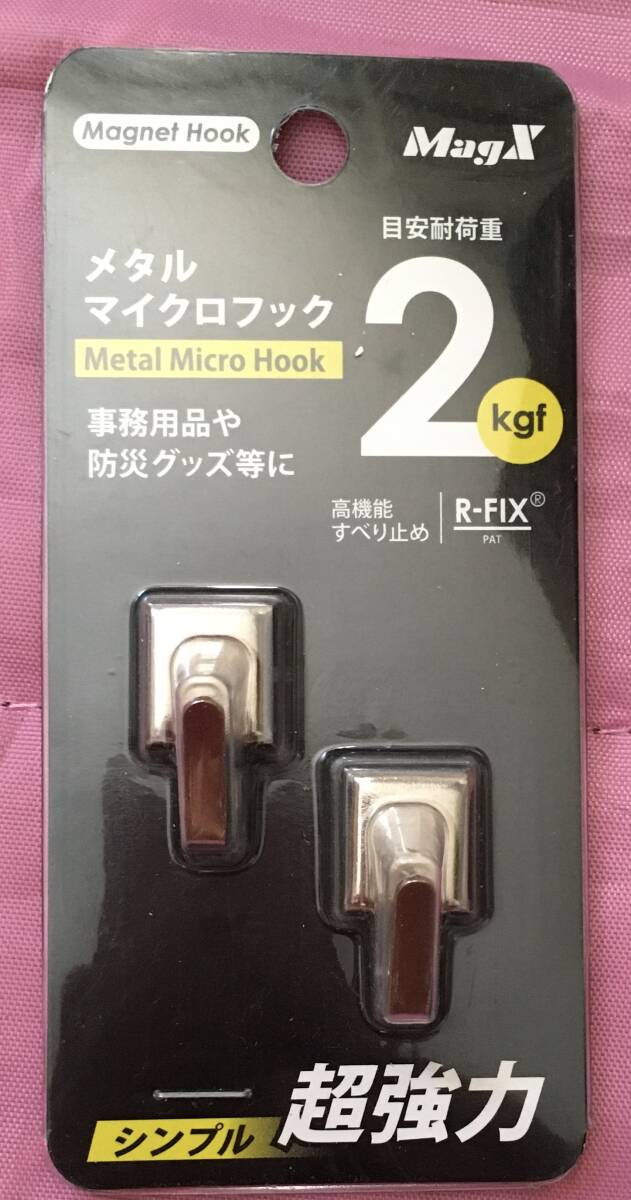 Magnet Hook
MagX
目安耐荷重
2
kgf
メタル
マイクロフック
Metal Micro Hook
事務用品や
防災グッズ等に
高機能
すべり止め
R-FIX®
PAT
シンプル
超強力